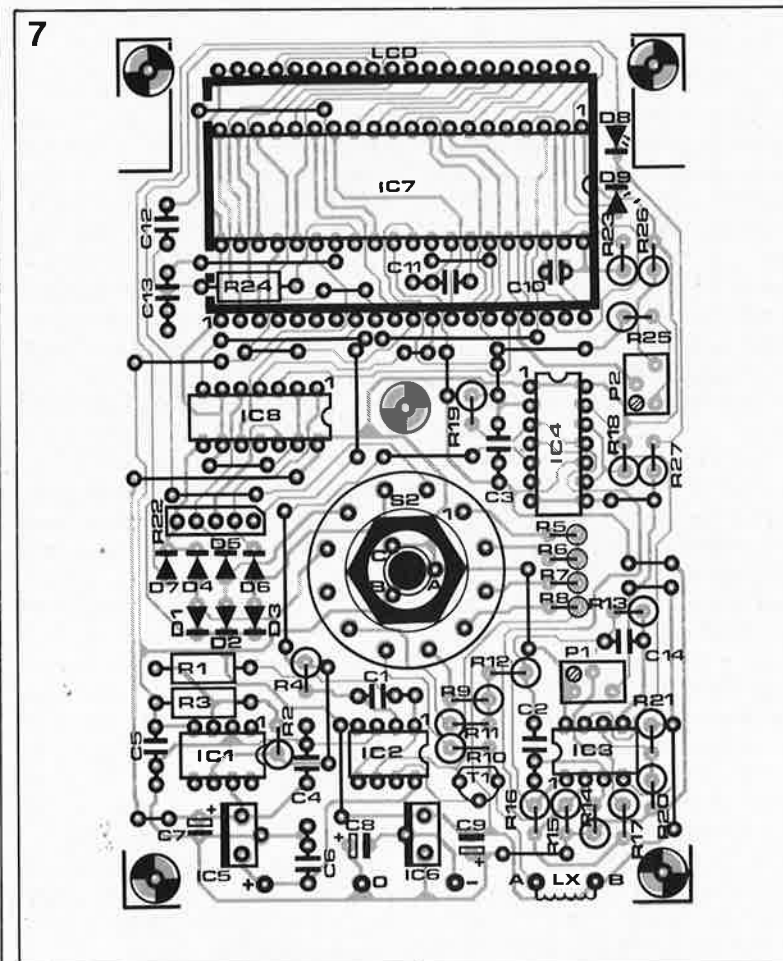 7
LCD
1
D8
IC7
D9
C12
R23
R26
C11
C10
C13
R24
1
R25
1
1
P2
IC8
R19
IC4
R18
R27
C3
S2
R22
1
D5
R5
C
R6
D7
D4
D6
B
A
R7
R8
D1
D3
R13
D2
C14
R1
R12
P1
R4
C1
R3
R9
R21
R2
C2
1
1
1
R11
C5
IC1
IC2
IC3
R10
C4
T1
R16
R14
R20
+
C7
+
C8
C9
R15
R17
IC5
C6
IC6
+
+
0
-
A
LX
B